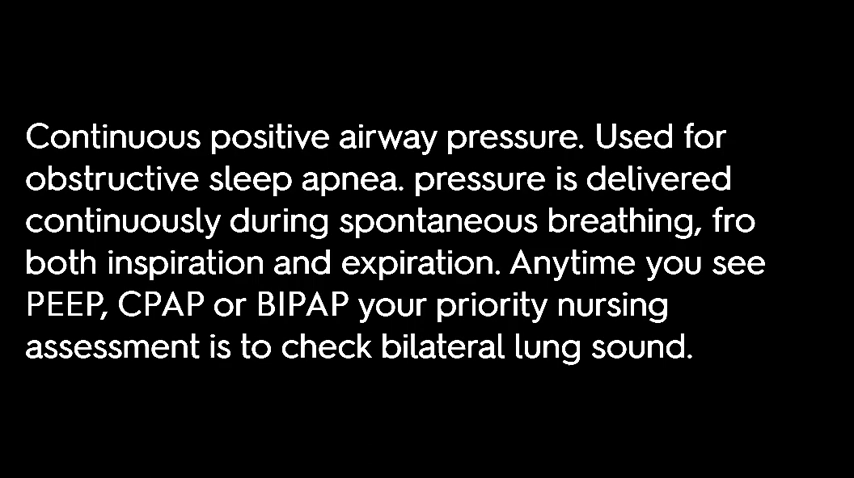 Continuous positive airway pressure. Used for
obstructive sleep apnea. pressure is delivered
continuously during spontaneous breathing, fro
both inspiration and expiration. Anytime you see
PEEP, CPAP or BIPAP your priority nursing
assessment is to check bilateral lung sound.